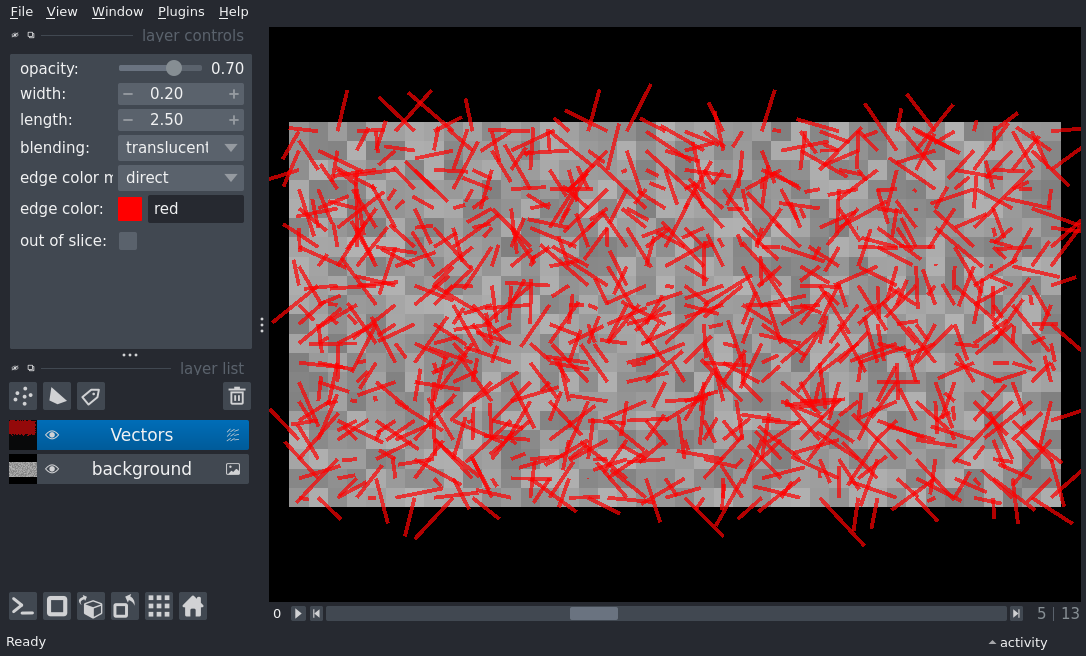 File View Window Plugins Help
layer controls
opacity: 0.70
width: − 0.20 +
length: − 2.50 +
blending: translucent
edge color m direct
edge color: red
out of slice:
layer list
Vectors
background
0 5 | 13
Ready
activity